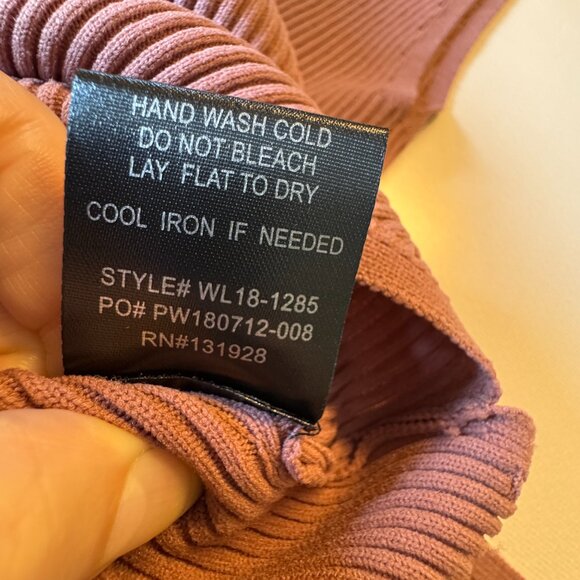 HAND WASH COLD
DO NOT BLEACH
LAY FLAT TO DRY
COOL IRON IF NEEDED
STYLE# WL18-1285
PO# PW180712-008
RN#131928